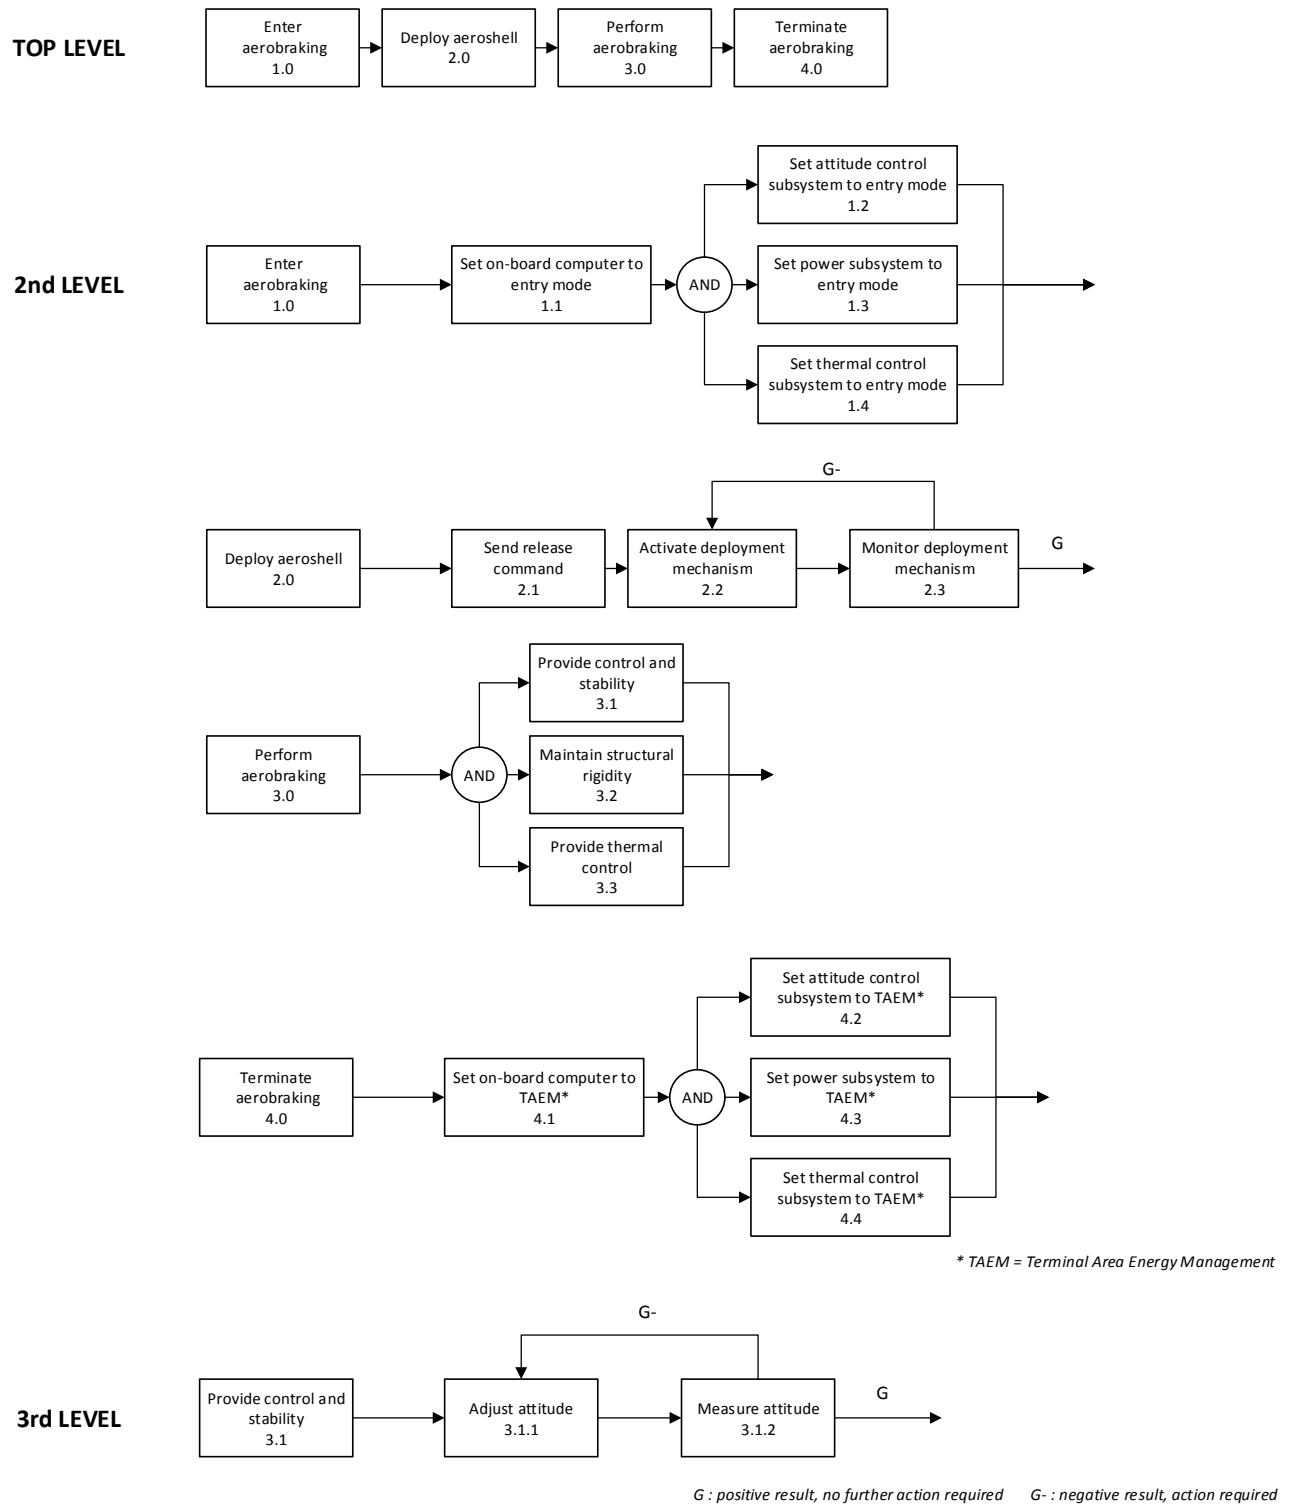 TOP LEVEL
Enter
aerobraking
1.0
Deploy aeroshell
2.0
Perform
aerobraking
3.0
Terminate
aerobraking
4.0
2nd LEVEL
Enter
aerobraking
1.0
Set on-board computer to
entry mode
1.1
AND
Set attitude control
subsystem to entry mode
1.2
Set power subsystem to
entry mode
1.3
Set thermal control
subsystem to entry mode
1.4
Deploy aeroshell
2.0
Send release
command
2.1
Activate deployment
mechanism
2.2
G-
Monitor deployment
mechanism
2.3
G
Perform
aerobraking
3.0
AND
Provide control and
stability
3.1
Maintain structural
rigidity
3.2
Provide thermal
control
3.3
Terminate
aerobraking
4.0
Set on-board computer to
TAEM*
4.1
AND
Set attitude control
subsystem to TAEM*
4.2
Set power subsystem to
TAEM*
4.3
Set thermal control
subsystem to TAEM*
4.4
* TAEM = Terminal Area Energy Management
3rd LEVEL
Provide control and
stability
3.1
Adjust attitude
3.1.1
G-
Measure attitude
3.1.2
G
G : positive result, no further action required
G- : negative result, action required